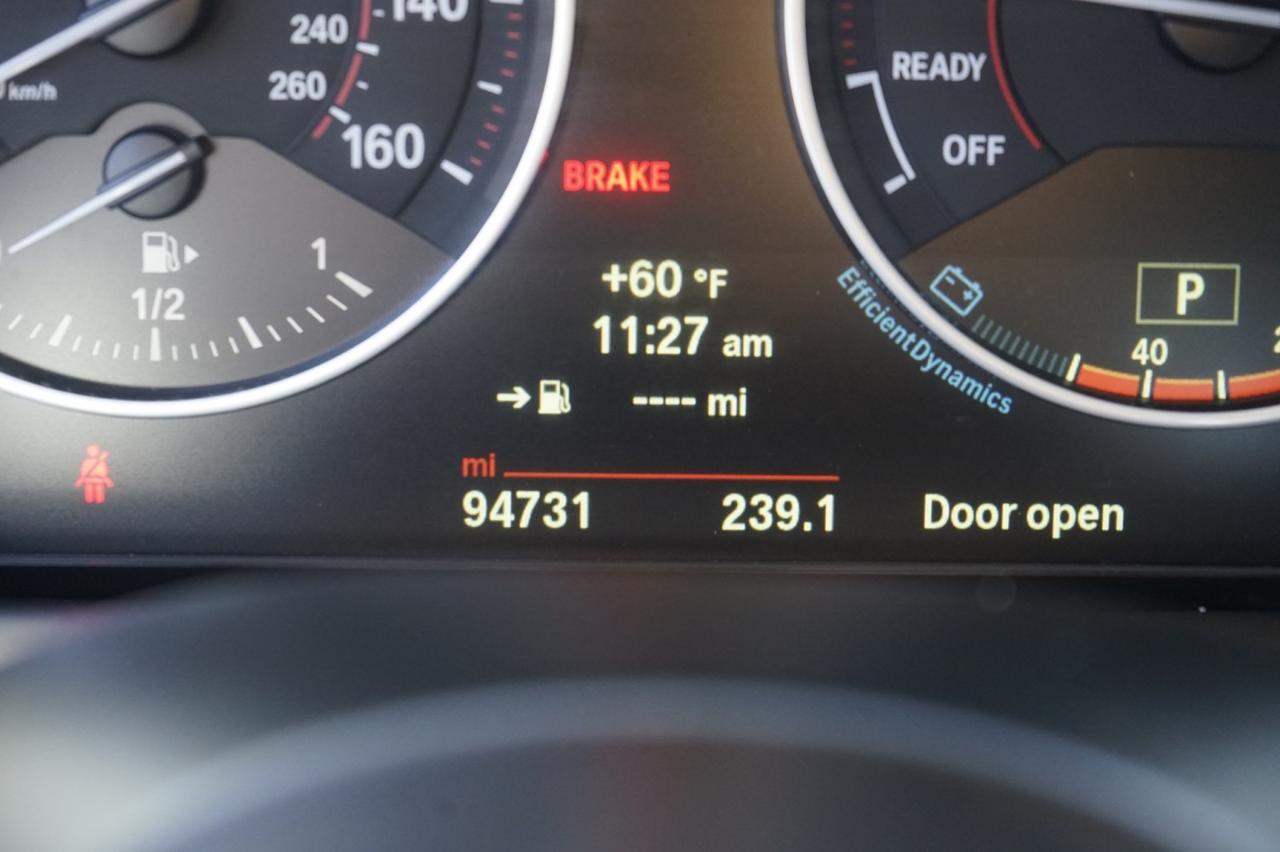 140
240
260
km/h
160
1
1/2
BRAKE
+60 °F
11:27 am
---- mi
mi
94731 239.1
READY
OFF
P
40
EfficientDynamics
Door open